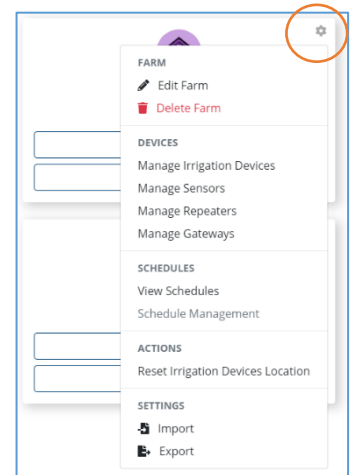 FARM
Edit Farm
Delete Farm
DEVICES
Manage Irrigation Devices
Manage Sensors
Manage Repeaters
Manage Gateways
SCHEDULES
View Schedules
Schedule Management
ACTIONS
Reset Irrigation Devices Location
SETTINGS
Import
Export